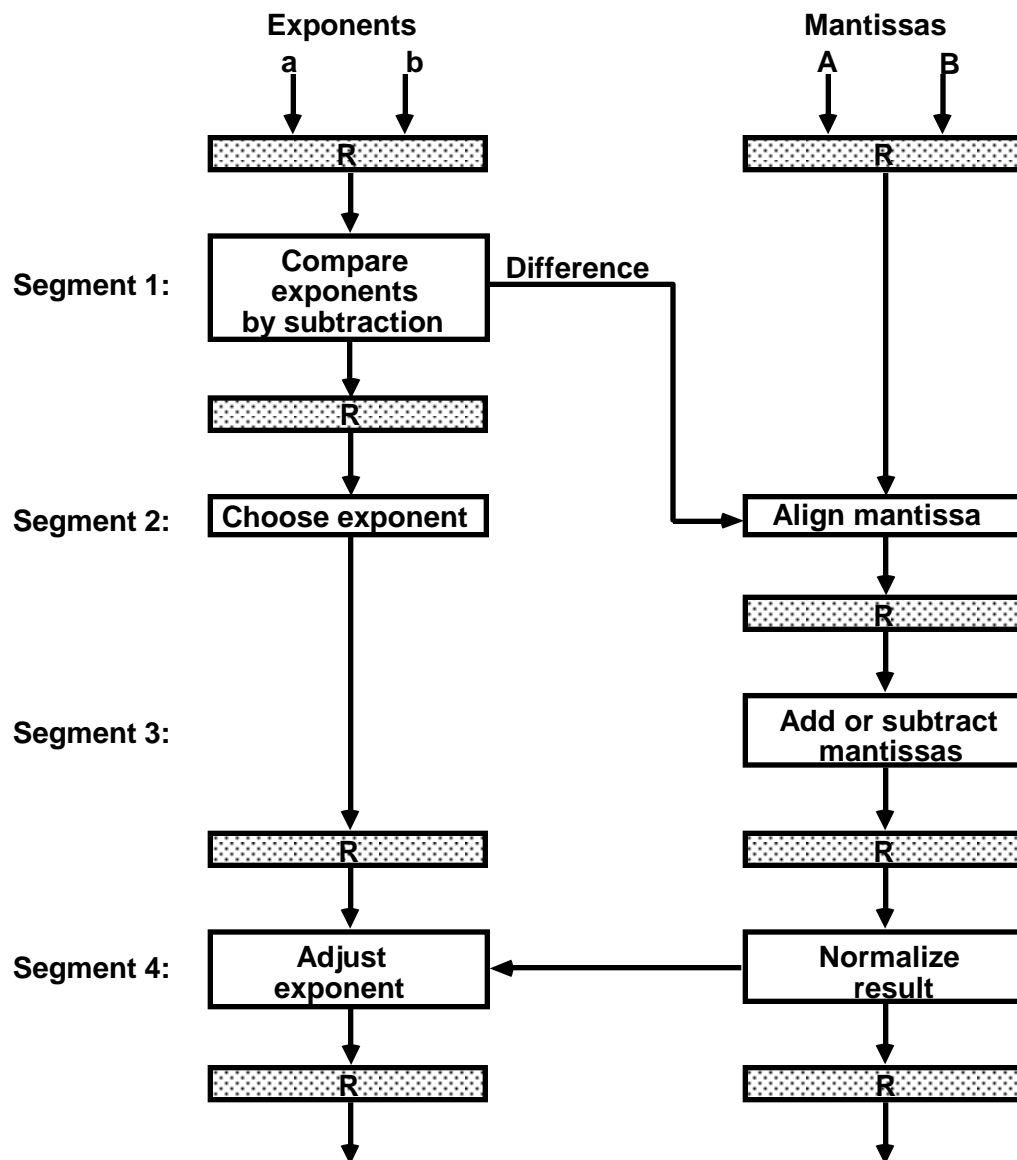 Exponents
Mantissas
a
b
A
B
R
R
Segment 1:
Compare
exponents
by subtraction
Difference
R
Segment 2:
Choose exponent
Align mantissa
R
Segment 3:
Add or subtract
mantissas
R
R
Segment 4:
Adjust
exponent
Normalize
result
R
R